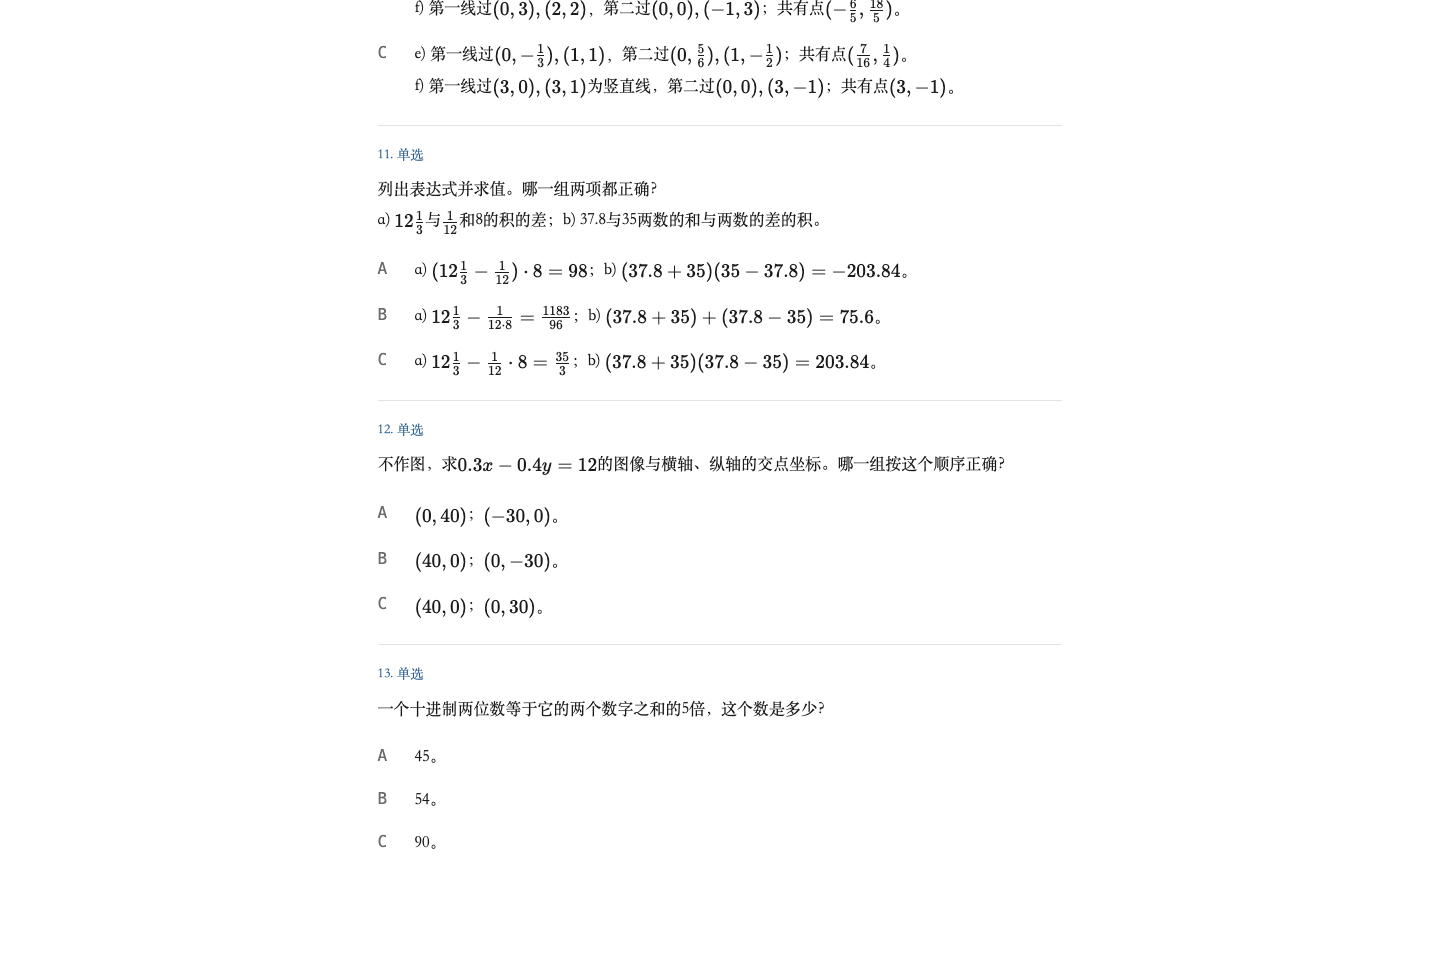 f) 第一线过(0, 3), (2, 2)，第二过(0, 0), (−1, 3)；共有点(−6/5, 18/5)。
C e) 第一线过(0, −1/3), (1, 1)，第二过(0, 5/6), (1, −1/2)；共有点(7/16, 1/4)。
f) 第一线过(3, 0), (3, 1)为竖直线，第二过(0, 0), (3, −1)；共有点(3, −1)。
11. 单选
列出表达式并求值。哪一组两项都正确？
a) 12 1/3与1/12和8的积的差；b) 37.8与35两数的和与两数的差的积。
A a) (12 1/3 − 1/12) · 8 = 98；b) (37.8 + 35)(35 − 37.8) = −203.84。
B a) 12 1/3 − 1/(12·8) = 1183/96；b) (37.8 + 35) + (37.8 − 35) = 75.6。
C a) 12 1/3 − 1/12 · 8 = 35/3；b) (37.8 + 35)(37.8 − 35) = 203.84。
12. 单选
不作图，求0.3x − 0.4y = 12的图像与横轴、纵轴的交点坐标。哪一组按这个顺序正确？
A (0, 40)；(−30, 0)。
B (40, 0)；(0, −30)。
C (40, 0)；(0, 30)。
13. 单选
一个十进制两位数等于它的两个数字之和的5倍，这个数是多少？
A 45。
B 54。
C 90。